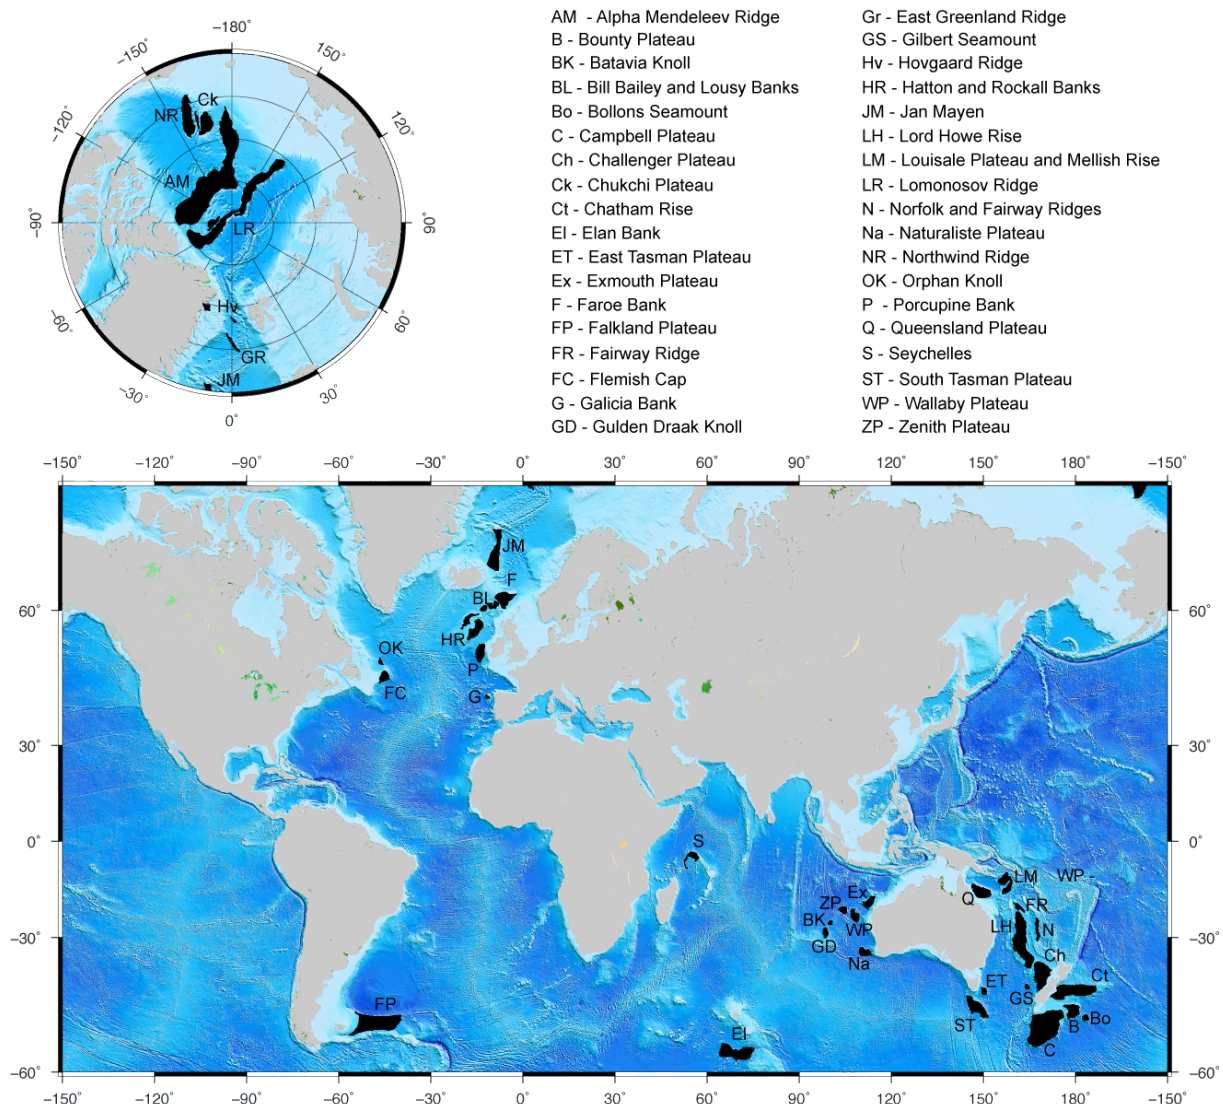 AM - Alpha Mendeleev Ridge
B - Bounty Plateau
BK - Batavia Knoll
BL - Bill Bailey and Lousy Banks
Bo - Bollons Seamount
C - Campbell Plateau
Ch - Challenger Plateau
Ck - Chukchi Plateau
Ct - Chatham Rise
El - Elan Bank
ET - East Tasman Plateau
Ex - Exmouth Plateau
F - Faroe Bank
FP - Falkland Plateau
FR - Fairway Ridge
FC - Flemish Cap
G - Galicia Bank
GD - Gulden Draak Knoll
Gr - East Greenland Ridge
GS - Gilbert Seamount
Hv - Hovgaard Ridge
HR - Hatton and Rockall Banks
JM - Jan Mayen
LH - Lord Howe Rise
LM - Louisale Plateau and Mellish Rise
LR - Lomonosov Ridge
N - Norfolk and Fairway Ridges
Na - Naturaliste Plateau
NR - Northwind Ridge
OK - Orphan Knoll
P - Porcupine Bank
Q - Queensland Plateau
S - Seychelles
ST - South Tasman Plateau
WP - Wallaby Plateau
ZP - Zenith Plateau
-180°
-150°
150°
-120°
120°
-90°
90°
-60°
60°
-30°
30°
0°
Ck
NR
AM
LR
Hv
GR
JM
-150° -120° -90° -60° -30° 0° 30° 60° 90° 120° 150° 180° -150°
60° 60°
30° 30°
0° 0°
-30° -30°
-60° -60°
JM
F
BL
HR
OK
P
FC
G
S
LM
WP
Q
Ex
ZP
FR
BK
WP
LH
N
GD
Na
Ch
ET
Ct
GS
FP
ST
B
Bo
El
C
-150° -120° -90° -60° -30° 0° 30° 60° 90° 120° 150° 180° -150°